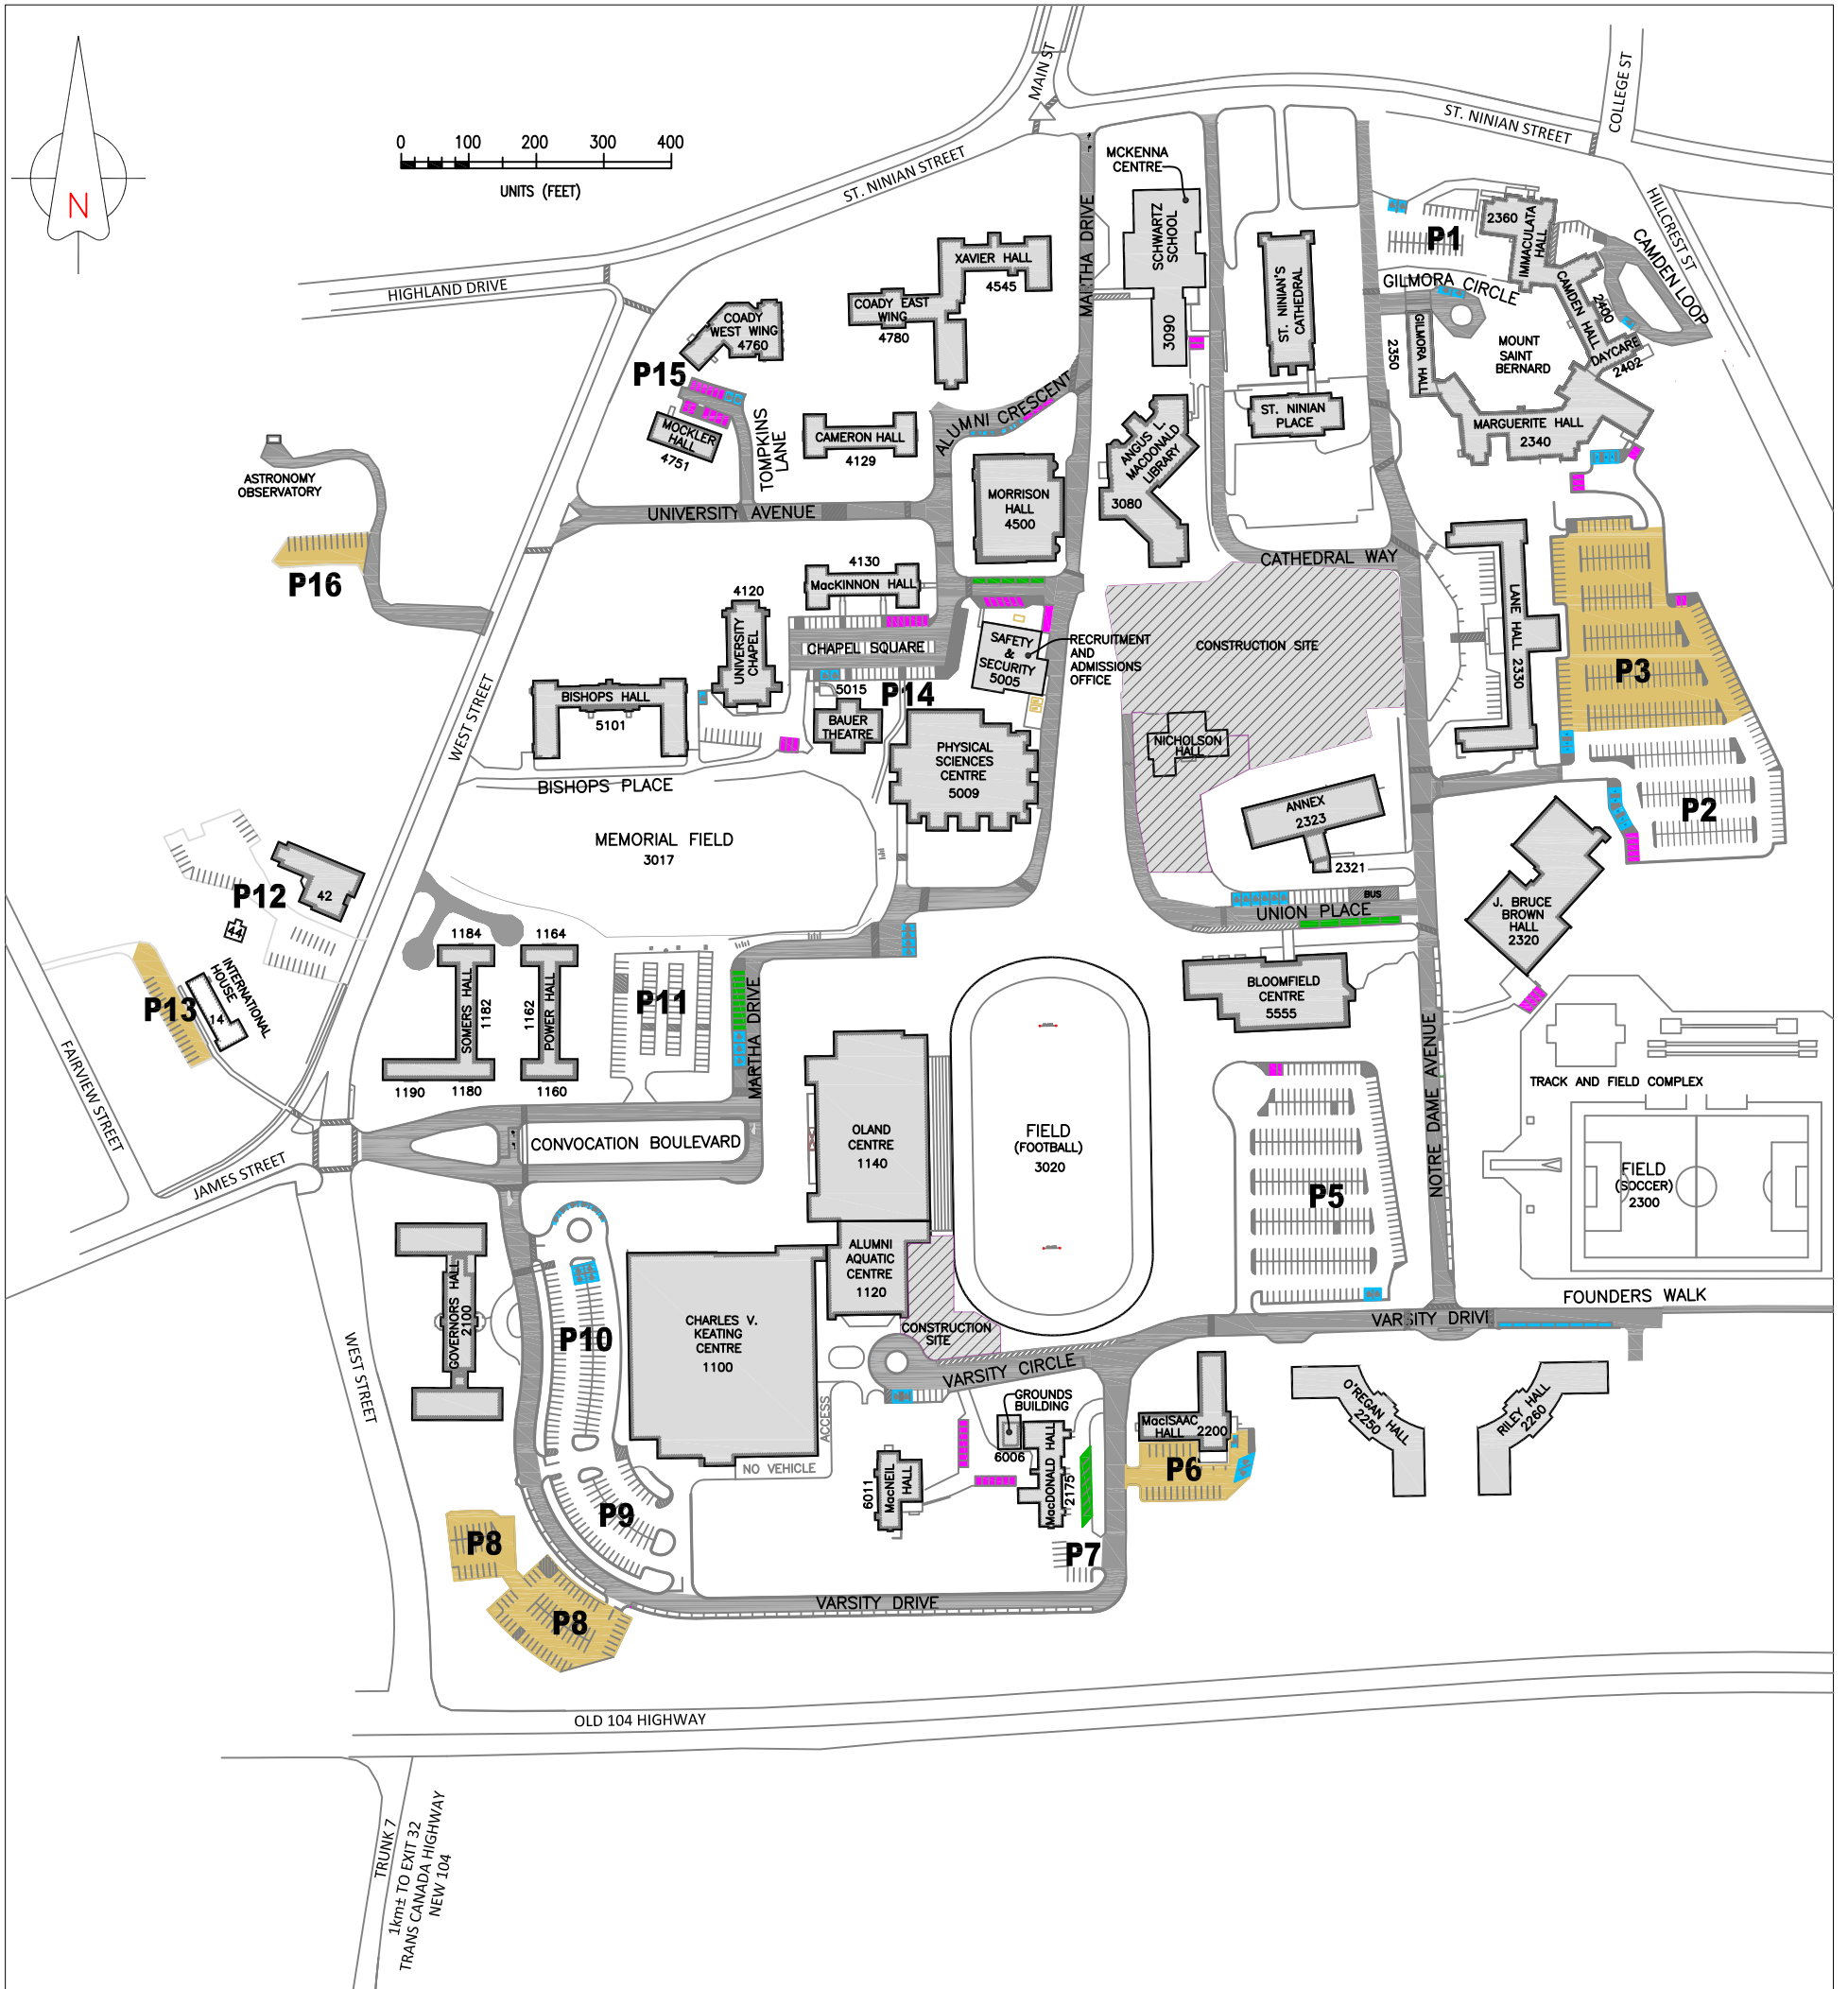 MAIN ST
COLLEGE ST
ST. NINIAN STREET
0 100 200 300 400
UNITS (FEET)
MCKENNA
CENTRE
ST. NINIAN STREET
HILLCREST ST
N
MARTHA DRIVE
SCHWARTZ
SCHOOL
3090
2360
IMMACULATA
HALL
P1
CAMDEN LOOP
XAVIER HALL
4545
ST. NINIAN'S
CATHEDRAL
GILMORA CIRCLE
CAMDEN HALL
2400
HIGHLAND DRIVE
COADY EAST
WING
4780
COADY
WEST WING
4760
GILMORA HALL
2350
MOUNT
SAINT
BERNARD
DAYCARE
2402
P15
MOCKLER
HALL
4751
TOMPKINS
LANE
CAMERON HALL
4129
ALUMNI CRESCENT
ANGUS L.
MACDONALD
LIBRARY
3080
ST. NINIAN
PLACE
MARGUERITE HALL
2340
ASTRONOMY
OBSERVATORY
MORRISON
HALL
4500
UNIVERSITY AVENUE
P16
4130
MacKINNON HALL
CATHEDRAL WAY
4120
UNIVERSITY
CHAPEL
CHAPEL SQUARE
SAFETY
&
SECURITY
5005
RECRUITMENT
AND
ADMISSIONS
OFFICE
CONSTRUCTION SITE
LANE HALL 2330
P3
WEST STREET
BISHOPS HALL
5101
5015
P14
BAUER
THEATRE
PHYSICAL
SCIENCES
CENTRE
5009
NICHOLSON
HALL
BISHOPS PLACE
ANNEX
2323
2321
P2
MEMORIAL FIELD
3017
BUS
UNION PLACE
J. BRUCE
BROWN
HALL
2320
P12
42
44
1184
1164
INTERNATIONAL
HOUSE
14
P13
SOMERS HALL
1182
1162
POWER HALL
P11
MARTHA DRIVE
BLOOMFIELD
CENTRE
5555
FAIRVIEW STREET
1190
1180
1160
TRACK AND FIELD COMPLEX
NOTRE DAME AVENUE
CONVOCATION BOULEVARD
OLAND
CENTRE
1140
FIELD
(FOOTBALL)
3020
P5
FIELD
(SOCCER)
2300
JAMES STREET
ALUMNI
AQUATIC
CENTRE
1120
GOVERNORS HALL
2100
P10
CHARLES V.
KEATING
CENTRE
1100
CONSTRUCTION
SITE
FOUNDERS WALK
VARSITY DRIVE
WEST STREET
VARSITY CIRCLE
ACCESS
NO VEHICLE
GROUNDS
BUILDING
6006
MacDONALD HALL
2175
MacISAAC
HALL 2200
P6
O'REGAN HALL
2250
RILEY HALL
2260
6011
MacNEIL
HALL
P9
P8
P7
P8
VARSITY DRIVE
OLD 104 HIGHWAY
TRUNK 7
1km± TO EXIT 32
TRANS CANADA HIGHWAY
NEW 104